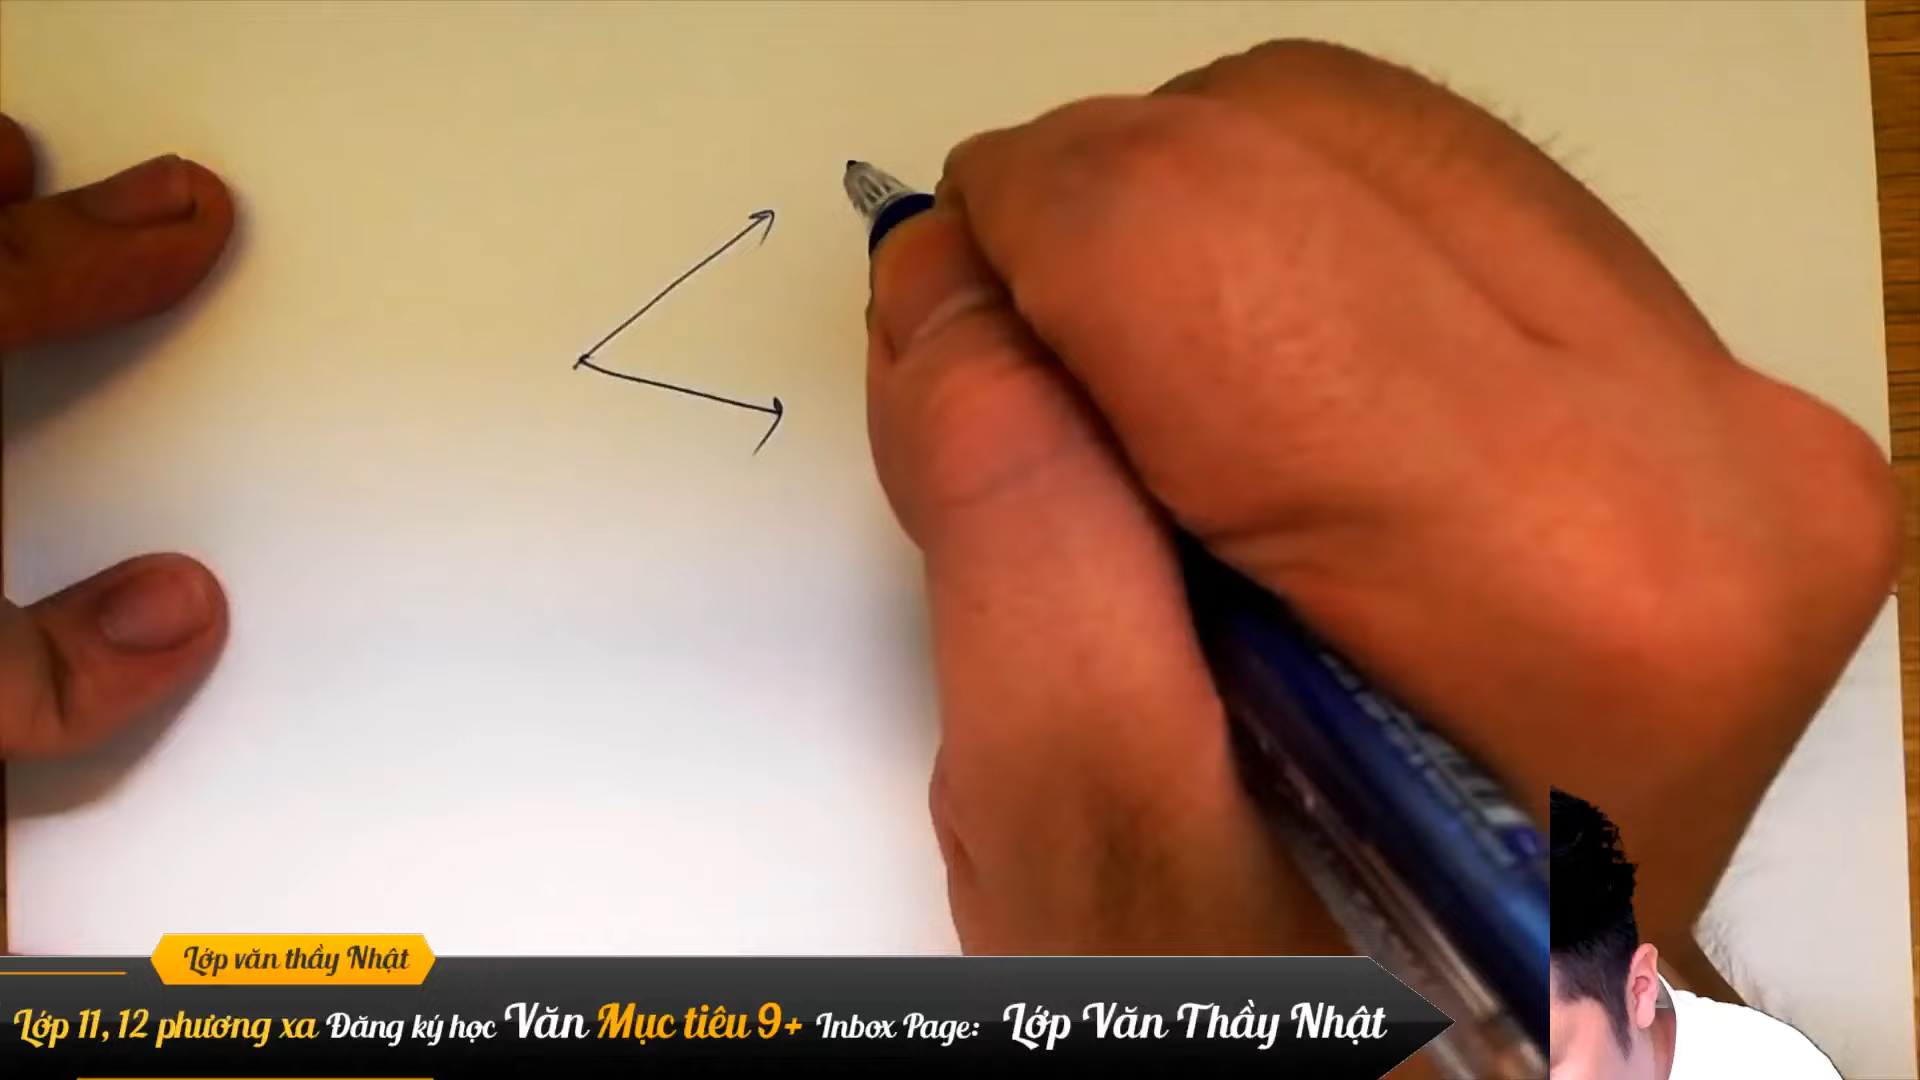 Lớp văn thầy Nhật
Lớp 11, 12 phương xa Đăng ký học Văn Mục tiêu 9+ Inbox Page: Lớp Văn Thầy Nhật